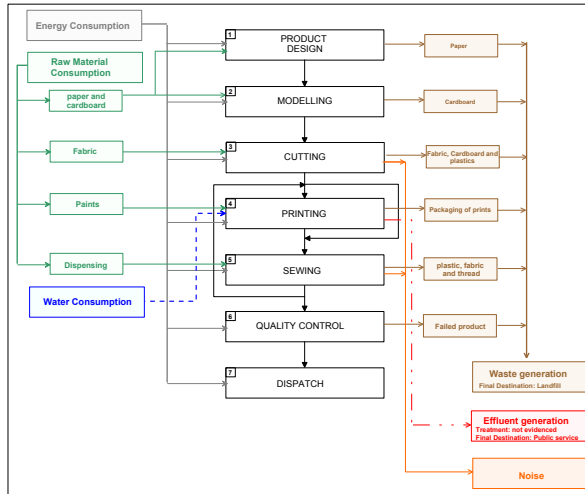 Energy Consumption
1
PRODUCT
DESIGN
Paper
Raw Material
Consumption
paper and
cardboard
2
MODELLING
Cardboard
Fabric
3
CUTTING
Fabric, Cardboard and
plastics
Paints
4
PRINTING
Packaging of prints
Dispensing
5
SEWING
plastic, fabric
and thread
Water Consumption
6
QUALITY CONTROL
Failed product
7
DISPATCH
Waste generation
Final Destination: Landfill
Effluent generation
Treatment: not evidenced
Final Destination: Public service
Noise